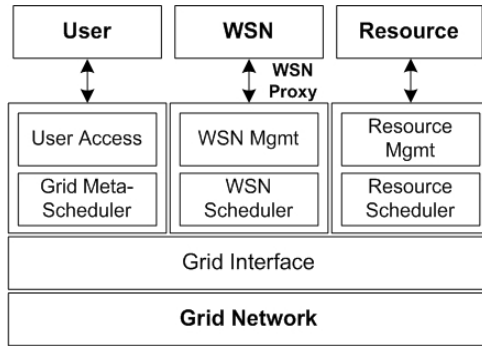 User
WSN
Resource
WSN
Proxy
User Access
WSN Mgmt
Resource
Mgmt
Grid Meta-
Scheduler
WSN
Scheduler
Resource
Scheduler
Grid Interface
Grid Network